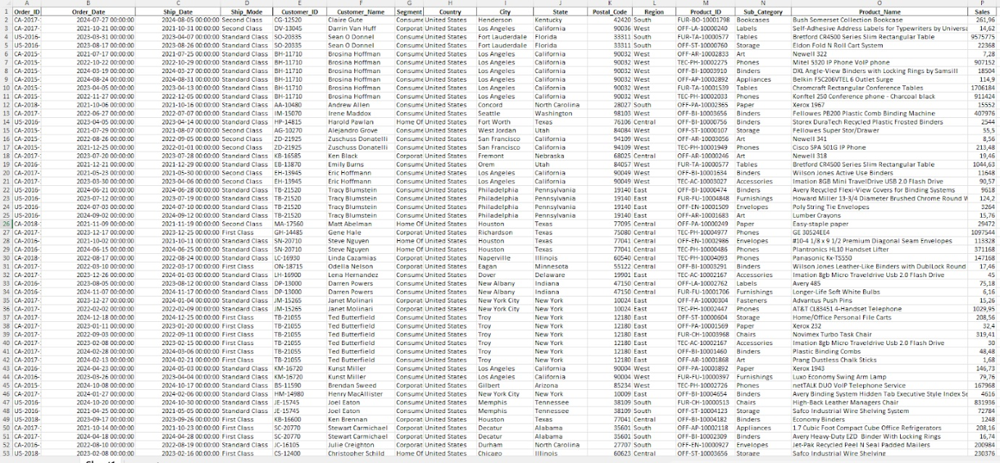 A B C D E F G H I J K L M N O P
1 Order_ID Order_Date Ship_Date Ship_Mode Customer_ID Customer_Name Segment Country City State Postal_Code Region Product_ID Sub_Category Product_Name Sales
2 CA-2017- 2024-07-27 00:00:00 2024-08-05 00:00:00 Second Class CG-12520 Claire Gute Consume United States Henderson Kentucky 42420 South FUR-BO-10001798 Bookcases Bush Somerset Collection Bookcase 261,96
3 CA-2017- 2021-10-21 00:00:00 2021-10-31 00:00:00 Second Class DV-13045 Darrin Van Huff Corporat United States Los Angeles California 90036 West OFF-LA-10000240 Labels Self-Adhesive Address Labels for Typewriters by Universa 14,62
4 US-2016- 2023-03-31 00:00:00 2023-04-07 00:00:00 Standard Class SO-20335 Sean O Donnel Consume United States Fort Lauderdale Florida 33311 South FUR-TA-10000577 Tables Bretford CR4500 Series Slim Rectangular Table 9575775
5 US-2016- 2023-08-17 00:00:00 2023-08-26 00:00:00 Standard Class SO-20335 Sean O Donnel Consume United States Fort Lauderdale Florida 33311 South OFF-ST-10000760 Storage Eldon Fold N Roll Cart System 22368
6 CA-2015- 2021-07-17 00:00:00 2021-07-25 00:00:00 Standard Class BH-11710 Brosina Hoffman Consume United States Los Angeles California 90032 West OFF-AR-10002833 Art Newell 322 7,28
7 CA-2015- 2022-10-22 00:00:00 2022-10-29 00:00:00 Standard Class BH-11710 Brosina Hoffman Consume United States Los Angeles California 90032 West TEC-PH-10002275 Phones Mitel 5320 IP Phone VoIP phone 907152
8 CA-2015- 2024-03-19 00:00:00 2024-03-27 00:00:00 Standard Class BH-11710 Brosina Hoffman Consume United States Los Angeles California 90032 West OFF-BI-10003910 Binders DXL Angle-View Binders with Locking Rings by Samsill 18504
9 CA-2015- 2024-08-24 00:00:00 2024-08-31 00:00:00 Standard Class BH-11710 Brosina Hoffman Consume United States Los Angeles California 90032 West OFF-AP-10002892 Appliances Belkin F5C206VTEL 6 Outlet Surge 114,9
10 CA-2015- 2023-04-05 00:00:00 2023-04-13 00:00:00 Standard Class BH-11710 Brosina Hoffman Consume United States Los Angeles California 90032 West FUR-TA-10001539 Tables Chromcraft Rectangular Conference Tables 1706184
11 CA-2015- 2022-11-27 00:00:00 2022-12-05 00:00:00 Standard Class BH-11710 Brosina Hoffman Consume United States Los Angeles California 90032 West TEC-PH-10002033 Phones Konftel 250 Conference phone - Charcoal black 911424
12 CA-2018- 2021-10-06 00:00:00 2021-10-16 00:00:00 Standard Class AA-10480 Andrew Allen Consume United States Concord North Carolina 28027 South OFF-PA-10002365 Paper Xerox 1967 15552
13 CA-2017- 2022-06-27 00:00:00 2022-07-07 00:00:00 Standard Class IM-15070 Irene Maddox Consume United States Seattle Washington 98103 West OFF-BI-10003656 Binders Fellowes PB200 Plastic Comb Binding Machine 407976
14 US-2016- 2023-04-05 00:00:00 2023-04-14 00:00:00 Standard Class HP-14815 Harold Pawlan Home Of United States Fort Worth Texas 76106 Central OFF-BI-10000756 Binders Storex DuraTech Recycled Plastic Frosted Binders 2544
15 CA-2015- 2021-07-29 00:00:00 2021-08-07 00:00:00 Second Class AG-10270 Alejandro Grove Consume United States West Jordan Utah 84084 West OFF-ST-10000107 Storage Fellowes Super Stor/Drawer 55,5
16 CA-2015- 2022-08-26 00:00:00 2022-09-05 00:00:00 Second Class ZD-21925 Zuschuss Donatelli Consume United States San Francisco California 94109 West OFF-AR-10003056 Art Newell 341 8,56
17 CA-2015- 2021-12-25 00:00:00 2022-01-01 00:00:00 Second Class ZD-21925 Zuschuss Donatelli Consume United States San Francisco California 94109 West TEC-PH-10001949 Phones Cisco SPA 501G IP Phone 213,48
18 CA-2017- 2023-07-20 00:00:00 2023-07-28 00:00:00 Standard Class KB-16585 Ken Black Corporat United States Fremont Nebraska 68025 Central OFF-AR-10000246 Art Newell 318 19,46
19 CA-2016- 2021-12-21 00:00:00 2021-12-29 00:00:00 Standard Class EB-13870 Emily Burns Consume United States Orem Utah 84057 West FUR-TA-10000577 Tables Bretford CR4500 Series Slim Rectangular Table 1044,63
20 CA-2017- 2021-05-23 00:00:00 2021-05-30 00:00:00 Second Class EH-13945 Eric Hoffmann Consume United States Los Angeles California 90049 West OFF-BI-10001634 Binders Wilson Jones Active Use Binders 11648
21 CA-2017- 2023-03-30 00:00:00 2023-04-06 00:00:00 Second Class EH-13945 Eric Hoffmann Consume United States Los Angeles California 90049 West TEC-AC-10003027 Accessories Imation 8GB Mini TravelDrive USB 2.0 Flash Drive 90,57
22 US-2016- 2024-06-21 00:00:00 2024-06-28 00:00:00 Standard Class TB-21520 Tracy Blumstein Consume United States Philadelphia Pennsylvania 19140 East OFF-BI-10000474 Binders Avery Recycled Flexi-View Covers for Binding Systems 9618
23 US-2016- 2023-07-12 00:00:00 2023-07-19 00:00:00 Standard Class TB-21520 Tracy Blumstein Consume United States Philadelphia Pennsylvania 19140 East FUR-FU-10004848 Furnishings Howard Miller 13-3/4 Diameter Brushed Chrome Round W 124,2
24 US-2016- 2024-07-03 00:00:00 2024-07-10 00:00:00 Standard Class TB-21520 Tracy Blumstein Consume United States Philadelphia Pennsylvania 19140 East OFF-EN-10001509 Envelopes Poly String Tie Envelopes 3264
25 US-2016- 2024-09-02 00:00:00 2024-09-12 00:00:00 Standard Class TB-21520 Tracy Blumstein Consume United States Philadelphia Pennsylvania 19140 East OFF-AR-10001683 Art Lumber Crayons 15,76
26 CA-2018- 2021-11-09 00:00:00 2021-11-19 00:00:00 Second Class MA-17560 Matt Abelman Home Of United States Houston Texas 77095 Central OFF-PA-10000249 Paper Easy-staple paper 29472
27 CA-2017- 2023-12-17 00:00:00 2023-12-25 00:00:00 First Class GH-14485 Gene Hale Corporat United States Richardson Texas 75080 Central TEC-PH-10004977 Phones GE 30524EE4 1097544
28 CA-2016- 2021-10-02 00:00:00 2021-10-11 00:00:00 Standard Class SN-20710 Steve Nguyen Home Of United States Houston Texas 77041 Central OFF-EN-10002986 Envelopes #10-4 1/8 x 9 1/2 Premium Diagonal Seam Envelopes 113328
29 CA-2016- 2024-06-15 00:00:00 2024-06-25 00:00:00 Standard Class SN-20710 Steve Nguyen Home Of United States Houston Texas 77041 Central TEC-PH-10004086 Phones Plantronics HL10 Handset Lifter 371168
30 CA-2018- 2022-08-17 00:00:00 2022-08-24 00:00:00 Standard Class LC-16930 Linda Cazamias Corporat United States Naperville Illinois 60540 Central TEC-PH-10004093 Phones Panasonic Kx-TS550 147168
31 CA-2017- 2022-03-10 00:00:00 2022-03-17 00:00:00 First Class ON-18715 Odella Nelson Corporat United States Eagan Minnesota 55122 Central OFF-BI-10001107 Binders Wilson Jones Leather-Like Binders with DublLock Round 17,46
32 CA-2017- 2023-12-26 00:00:00 2024-01-03 00:00:00 Standard Class LH-16900 Lena Hernandez Consume United States Dover Delaware 19901 East TEC-AC-10002167 Accessories Imation 8gb Micro Traveldrive Usb 2.0 Flash Drive 45
33 CA-2018- 2023-08-05 00:00:00 2023-08-12 00:00:00 Standard Class DP-13000 Darren Powers Consume United States New Albany Indiana 47150 Central OFF-LA-10002762 Labels Avery 485 75,18
34 CA-2018- 2024-11-07 00:00:00 2024-11-17 00:00:00 Standard Class DP-13000 Darren Powers Consume United States New Albany Indiana 47150 Central FUR-FU-10001706 Furnishings Longer-Life Soft White Bulbs 6,16
35 CA-2017- 2023-12-27 00:00:00 2024-01-04 00:00:00 Standard Class JM-15265 Janet Molinari Corporat United States New York City New York 10024 East OFF-FA-10000304 Fasteners Advantus Push Pins 15,26
36 CA-2017- 2022-02-02 00:00:00 2022-02-09 00:00:00 Standard Class JM-15265 Janet Molinari Corporat United States New York City New York 10024 East TEC-PH-10002447 Phones AT&T CL83451 4-Handset Telephone 1029,95
37 CA-2017- 2024-12-18 00:00:00 2024-12-25 00:00:00 First Class TB-21055 Ted Butterfield Consume United States Troy New York 12180 East OFF-ST-10000604 Storage Home/Office Personal File Carts 208,56
38 CA-2017- 2023-01-11 00:00:00 2023-01-20 00:00:00 First Class TB-21055 Ted Butterfield Consume United States Troy New York 12180 East OFF-PA-10001569 Paper Xerox 232 32,4
39 CA-2017- 2022-09-03 00:00:00 2022-09-11 00:00:00 First Class TB-21055 Ted Butterfield Consume United States Troy New York 12180 East FUR-CH-10003968 Chairs Novimex Turbo Task Chair 319,41
40 CA-2017- 2023-02-08 00:00:00 2023-02-15 00:00:00 First Class TB-21055 Ted Butterfield Consume United States Troy New York 12180 East TEC-AC-10002167 Accessories Imation 8gb Micro Traveldrive Usb 2.0 Flash Drive 30
41 CA-2017- 2024-02-28 00:00:00 2024-03-06 00:00:00 First Class TB-21055 Ted Butterfield Consume United States Troy New York 12180 East OFF-BI-10001460 Binders Plastic Binding Combs 48,48
42 CA-2017- 2024-02-13 00:00:00 2024-02-21 00:00:00 First Class TB-21055 Ted Butterfield Consume United States Troy New York 12180 East OFF-AR-10001868 Art Prang Dustless Chalk Sticks 1,68
43 CA-2016- 2024-04-23 00:00:00 2024-05-03 00:00:00 Standard Class KM-16720 Kunst Miller Consume United States Los Angeles California 90004 West OFF-PA-10003892 Paper Xerox 1943 146,73
44 CA-2016- 2023-03-26 00:00:00 2023-04-04 00:00:00 Standard Class KM-16720 Kunst Miller Consume United States Los Angeles California 90004 West FUR-FU-10000397 Furnishings Luxo Economy Swing Arm Lamp 79,76
45 CA-2015- 2024-10-08 00:00:00 2024-10-17 00:00:00 Standard Class BS-11590 Brendan Sweed Corporat United States Gilbert Arizona 85234 West TEC-PH-10002726 Phones netTALK DUO VoIP Telephone Service 167968
46 CA-2017- 2024-01-27 00:00:00 2024-02-06 00:00:00 Standard Class HM-14980 Henry MacAllister Consume United States New York City New York 10009 East OFF-BI-10004654 Binders Avery Binding System Hidden Tab Executive Style Index Se 4616
47 US-2016- 2024-10-20 00:00:00 2024-10-30 00:00:00 Standard Class JE-15745 Joel Eaton Consume United States Memphis Tennessee 38109 South FUR-CH-10000513 Chairs High-Back Leather Managers Chair 831936
48 US-2016- 2021-04-25 00:00:00 2021-05-05 00:00:00 Standard Class JE-15745 Joel Eaton Consume United States Memphis Tennessee 38109 South OFF-ST-10004123 Storage Safco Industrial Wire Shelving System 72784
49 US-2018- 2023-09-17 00:00:00 2023-09-26 00:00:00 First Class KB-16600 Ken Brennan Corporat United States Houston Texas 77041 Central OFF-BI-10004182 Binders Economy Binders 1248
50 CA-2017- 2021-10-14 00:00:00 2021-10-23 00:00:00 First Class SC-20770 Stewart Carmichael Corporat United States Decatur Alabama 35601 South OFF-AP-10002118 Appliances 1.7 Cubic Foot Compact Cube Office Refrigerators 208,16
51 CA-2017- 2024-04-18 00:00:00 2024-04-28 00:00:00 First Class SC-20770 Stewart Carmichael Corporat United States Decatur Alabama 35601 South OFF-BI-10002309 Binders Avery Heavy-Duty EZD Binder With Locking Rings 16,74
52 CA-2016- 2022-08-10 00:00:00 2022-08-19 00:00:00 Standard Class JC-16105 Julie Creighton Corporat United States Durham North Carolina 27707 South OFF-EN-10000927 Envelopes Jet-Pak Recycled Peel N Seal Padded Mailers 200984
53 US-2018- 2023-02-08 00:00:00 2023-02-16 00:00:00 First Class CS-12400 Christopher Schild Home Of United States Chicago Illinois 60623 Central OFF-ST-10003656 Storage Safco Industrial Wire Shelving 230376